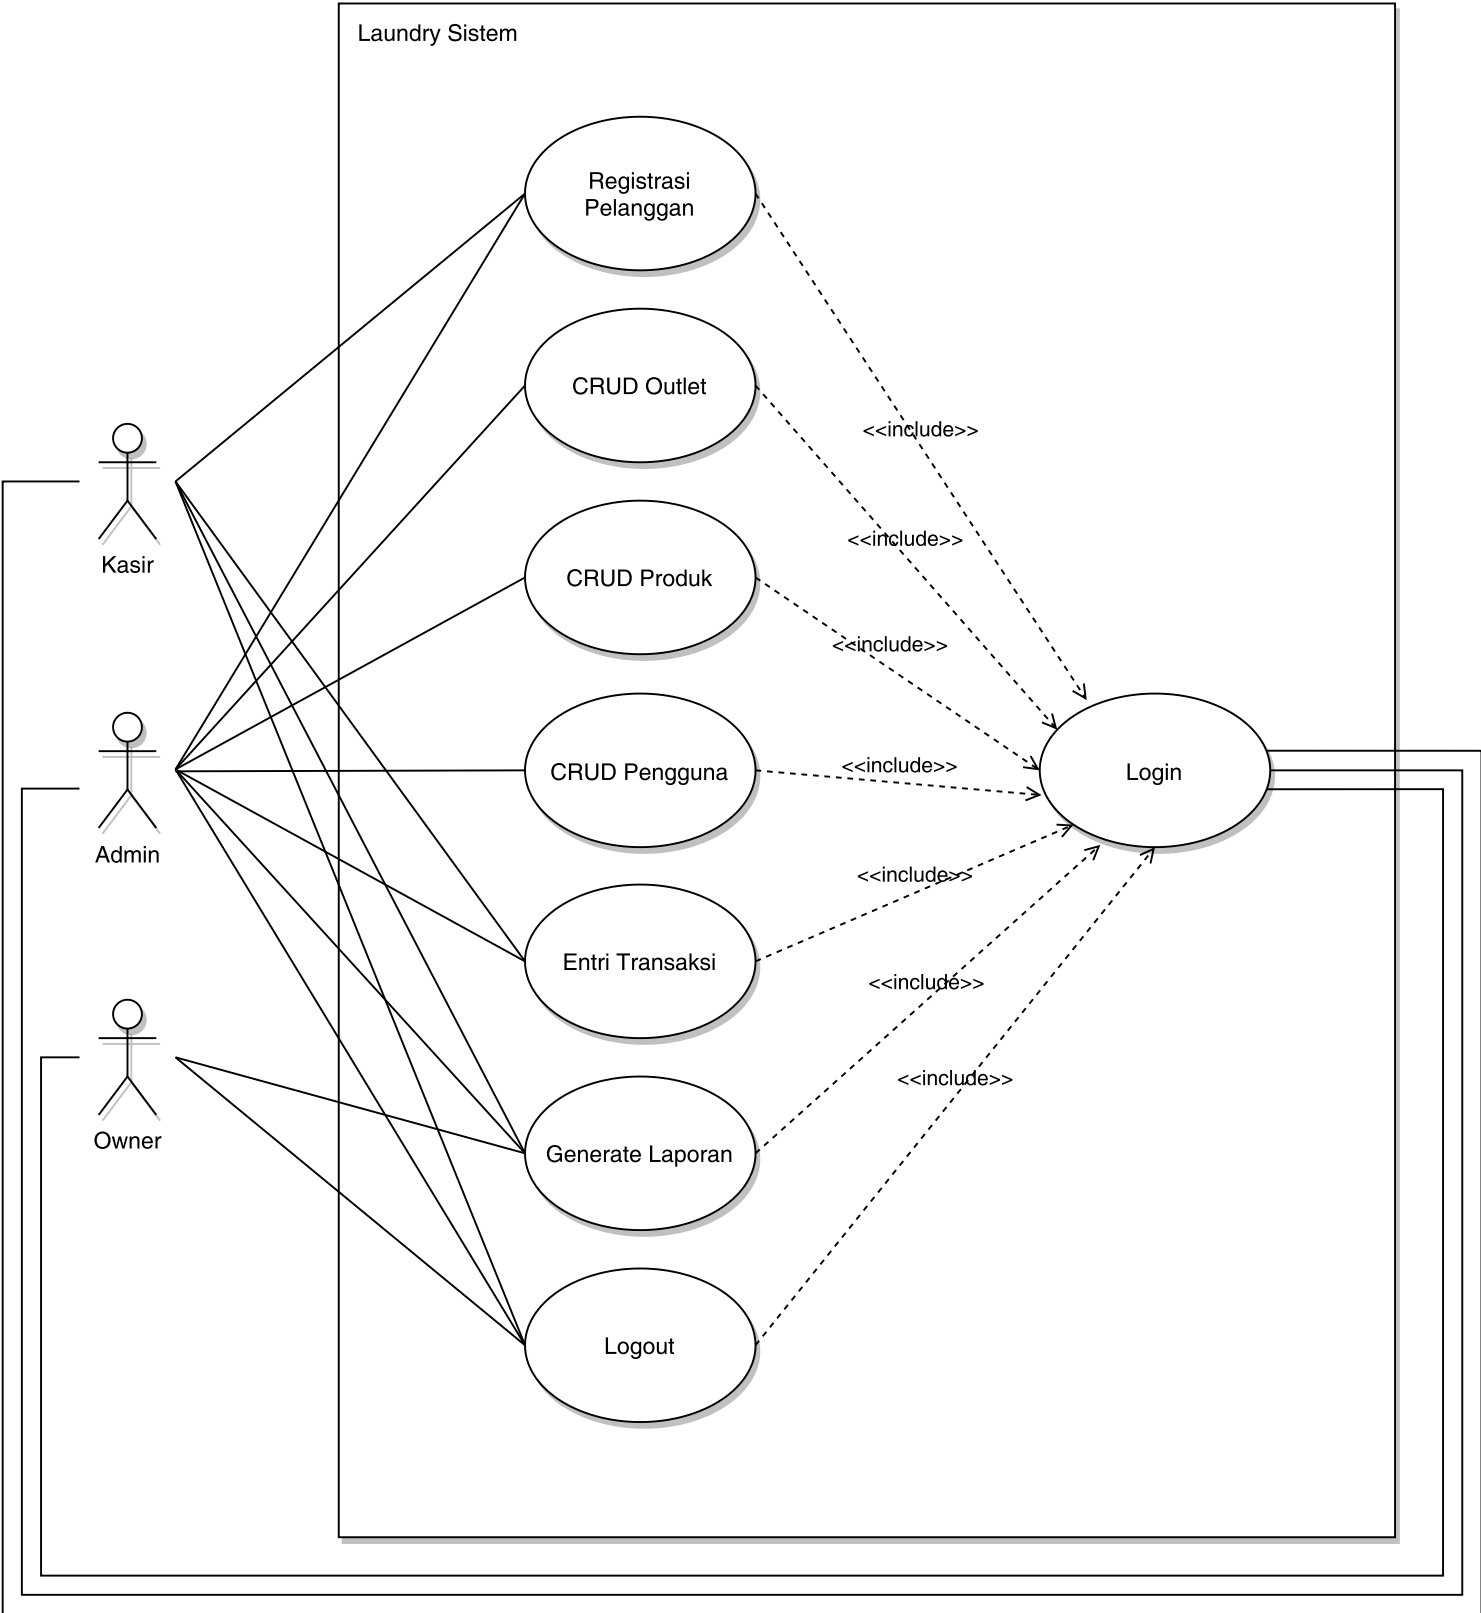 Laundry Sistem
Registrasi
Pelanggan
CRUD Outlet
<<include>>
<<include>>
Kasir
CRUD Produk
<<include>>
CRUD Pengguna
<<include>>
Login
Admin
<<include>>
Entri Transaksi
<<include>>
<<include>>
Owner
Generate Laporan
Logout